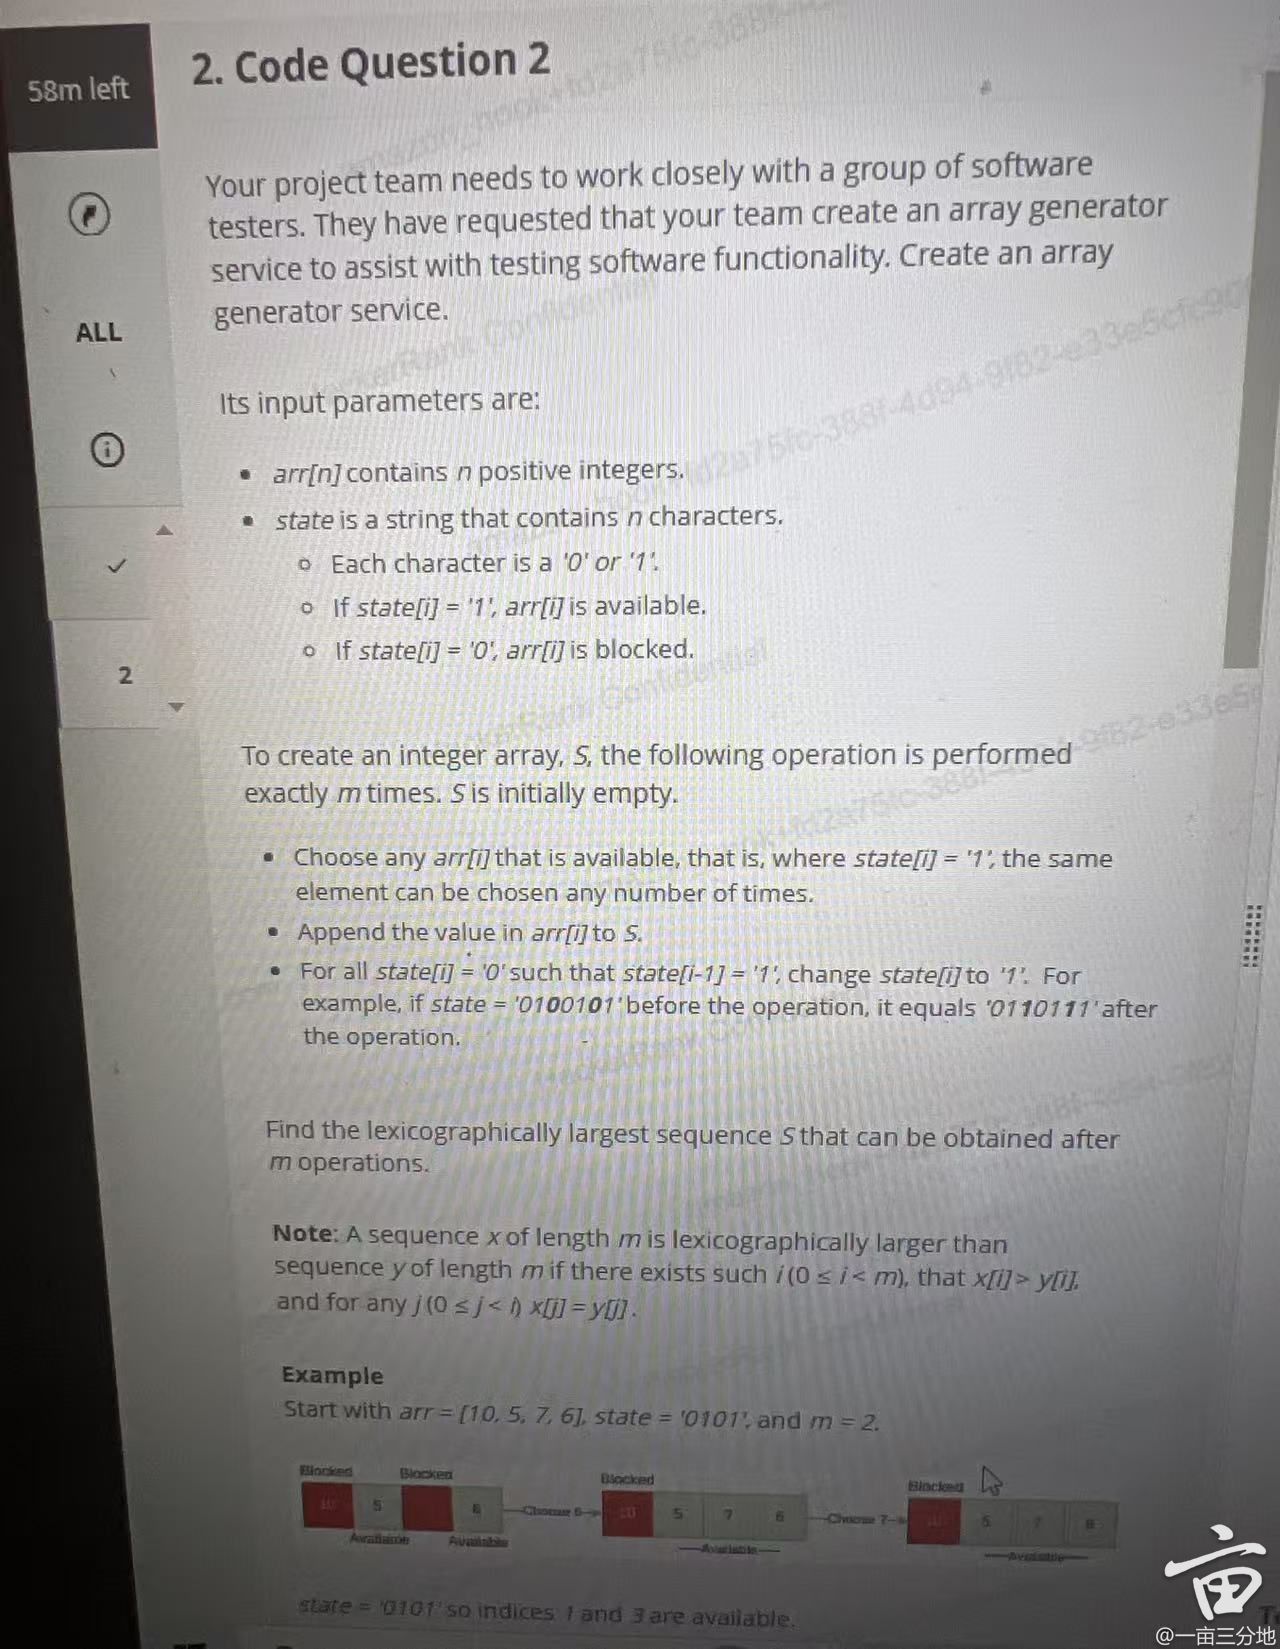 58m left
2. Code Question 2
Your project team needs to work closely with a group of software
testers. They have requested that your team create an array generator
service to assist with testing software functionality. Create an array
generator service.
ALL
Its input parameters are:
• arr[n] contains n positive integers.
• state is a string that contains n characters.
○ Each character is a '0' or '1'.
○ If state[i] = '1', arr[i] is available.
○ If state[i] = '0', arr[i] is blocked.
2
To create an integer array, S, the following operation is performed
exactly m times. S is initially empty.
• Choose any arr[i] that is available, that is, where state[i] = '1', the same
element can be chosen any number of times.
• Append the value in arr[i] to S.
• For all state[i] = '0' such that state[i-1] = '1', change state[i] to '1'. For
example, if state = '0100101' before the operation, it equals '0110111' after
the operation.
Find the lexicographically largest sequence S that can be obtained after
m operations.
Note: A sequence x of length m is lexicographically larger than
sequence y of length m if there exists such i (0 ≤ i < m), that x[i] > y[i],
and for any j (0 ≤ j < i) x[j] = y[j].
Example
Start with arr = [10, 5, 7, 6], state = '0101', and m = 2.
Blocked Blocked Blocked Blocked
10 5 6 Choose 6 10 5 7 6 Choose 7 10 5 7 6
Available Available Available Available
state = '0101' so indices 1 and 3 are available.
亩
@一亩三分地